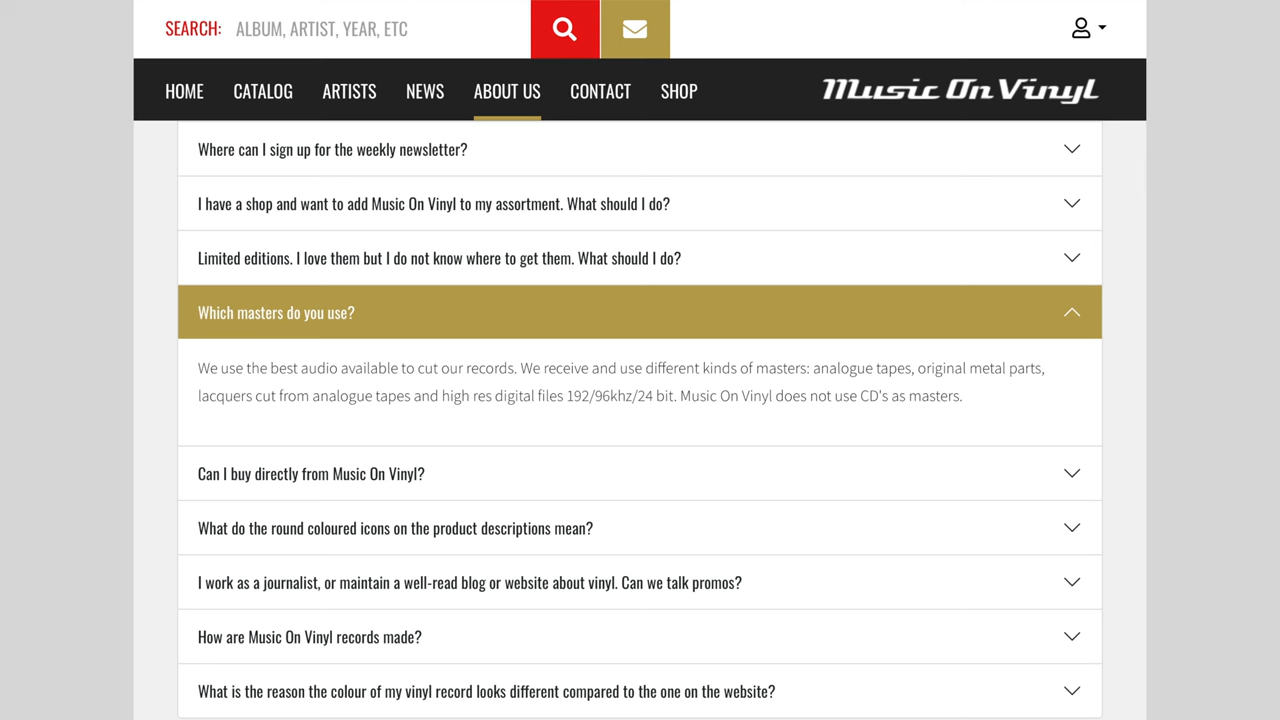 SEARCH: ALBUM, ARTIST, YEAR, ETC
HOME CATALOG ARTISTS NEWS ABOUT US CONTACT SHOP Music On Vinyl
Where can I sign up for the weekly newsletter?
I have a shop and want to add Music On Vinyl to my assortment. What should I do?
Limited editions. I love them but I do not know where to get them. What should I do?
Which masters do you use?
We use the best audio available to cut our records. We receive and use different kinds of masters: analogue tapes, original metal parts,
lacquers cut from analogue tapes and high res digital files 192/96khz/24 bit. Music On Vinyl does not use CD's as masters.
Can I buy directly from Music On Vinyl?
What do the round coloured icons on the product descriptions mean?
I work as a journalist, or maintain a well-read blog or website about vinyl. Can we talk promos?
How are Music On Vinyl records made?
What is the reason the colour of my vinyl record looks different compared to the one on the website?